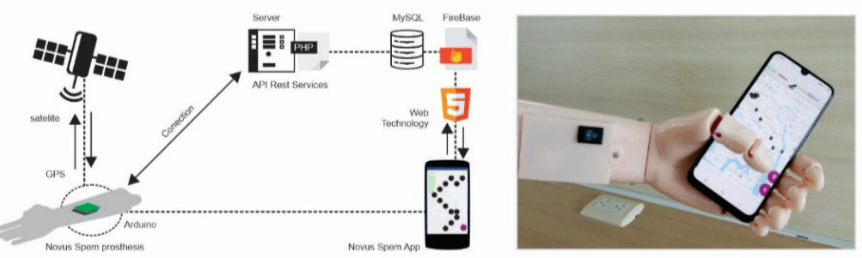 Server
MySQL
FireBase
PHP
API Rest Services
satelite
Conection
Web
Technology
5
GPS
Arduino
Novus Spem prosthesis
Novus Spem App